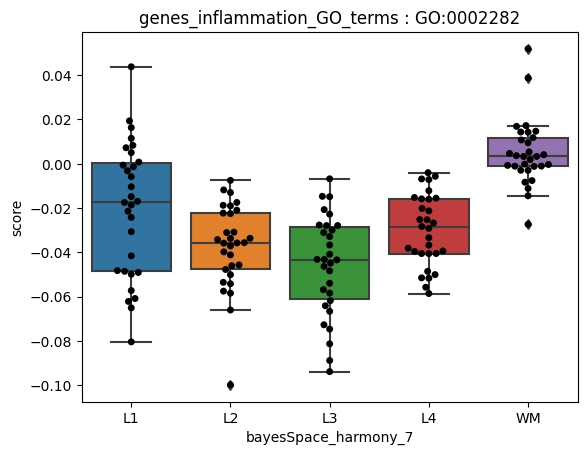 genes_inflammation_GO_terms : GO:0002282
0.04
0.02
0.00
−0.02
−0.04
−0.06
−0.08
−0.10
score
L1 L2 L3 L4 WM
bayesSpace_harmony_7